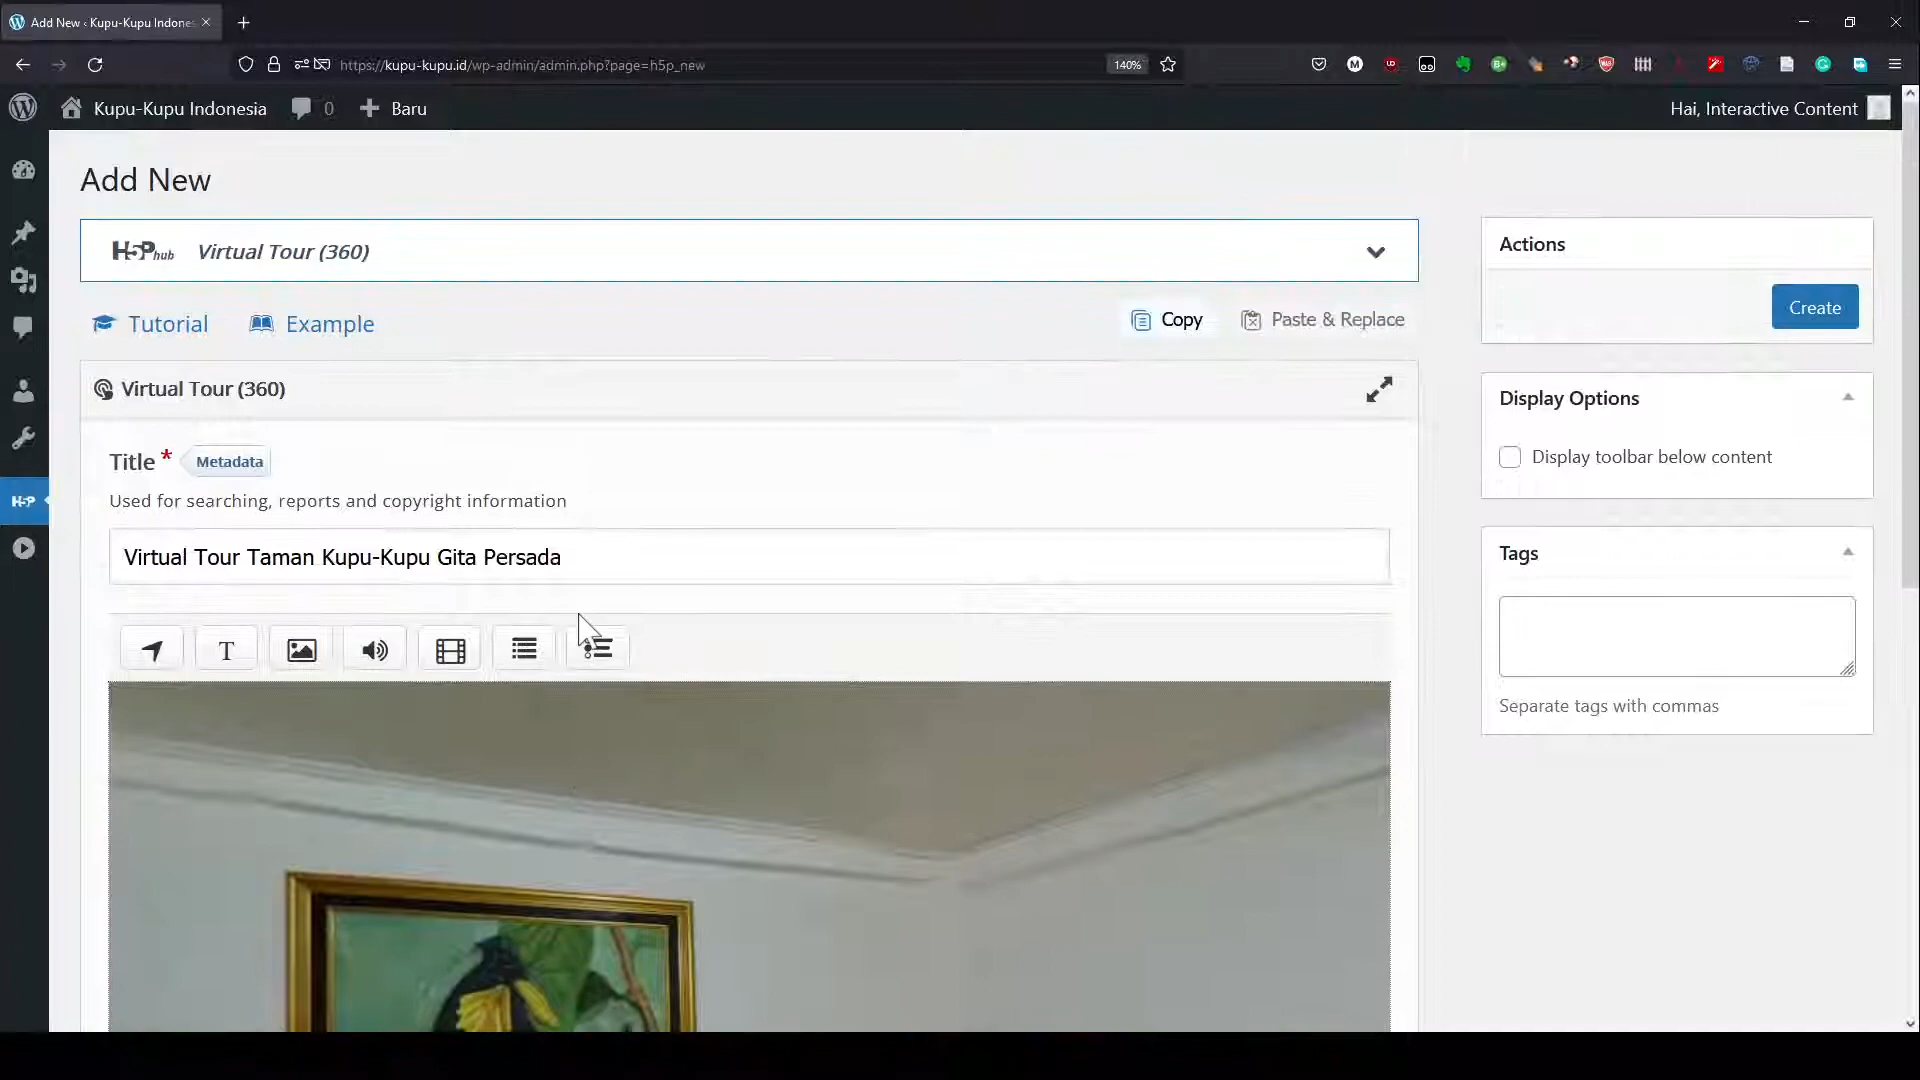 Add New ‹ Kupu-Kupu Indones
https://kupu-kupu.id/wp-admin/admin.php?page=h5p_new
140%
Kupu-Kupu Indonesia
0
Baru
Hai, Interactive Content
Add New
H5P hub
Virtual Tour (360)
Actions
Create
Tutorial
Example
Copy
Paste & Replace
Virtual Tour (360)
Display Options
Display toolbar below content
Title *
Metadata
Used for searching, reports and copyright information
H5P
Virtual Tour Taman Kupu-Kupu Gita Persada
Tags
T
Separate tags with commas